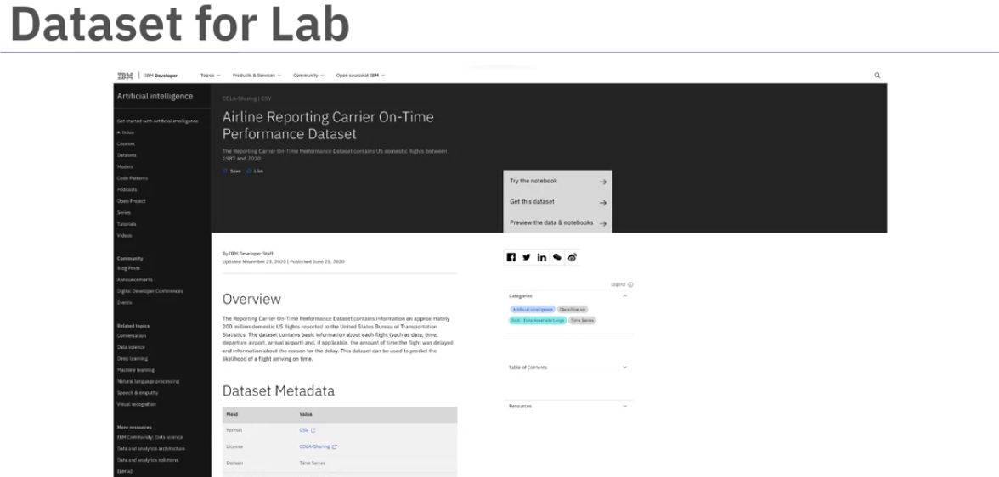 Dataset for Lab
IBM | IBM Developer Topics Products & Services Community Open source at IBM
Artificial intelligence
Get started with Artificial intelligence
Articles
Courses
Datasets
Models
Code Patterns
Podcasts
Open Project
Series
Tutorials
Videos
Community
Blog Posts
Announcements
Digital Developer Conferences
Events
Related topics
Conversation
Data science
Deep learning
Machine learning
Natural language processing
Speech & empathy
Visual recognition
More resources
IBM Community: Data science
Data and analytics architecture
Data and analytics solutions
IBM AI
CDLA-Sharing | CSV
Airline Reporting Carrier On-Time
Performance Dataset
The Reporting Carrier On-Time Performance Dataset contains US domestic flights between
1987 and 2020.
Save Like
Try the notebook
Get this dataset
Preview the data & notebooks
By IBM Developer Staff
Updated November 23, 2020 | Published June 25, 2020
Overview
The Reporting Carrier On-Time Performance Dataset contains information on approximately
200 million domestic US flights reported to the United States Bureau of Transportation
Statistics. The dataset contains basic information about each flight (such as date, time,
departure airport, arrival airport) and, if applicable, the amount of time the flight was delayed
and information about the reason for the delay. This dataset can be used to predict the
likelihood of a flight arriving on time.
Dataset Metadata
Field Value
Format CSV
License CDLA-Sharing
Domain Time Series
Legend
Categories
Artificial intelligence Classification
DAX - Data Asset eXchange Time Series
Table of Contents
Resources